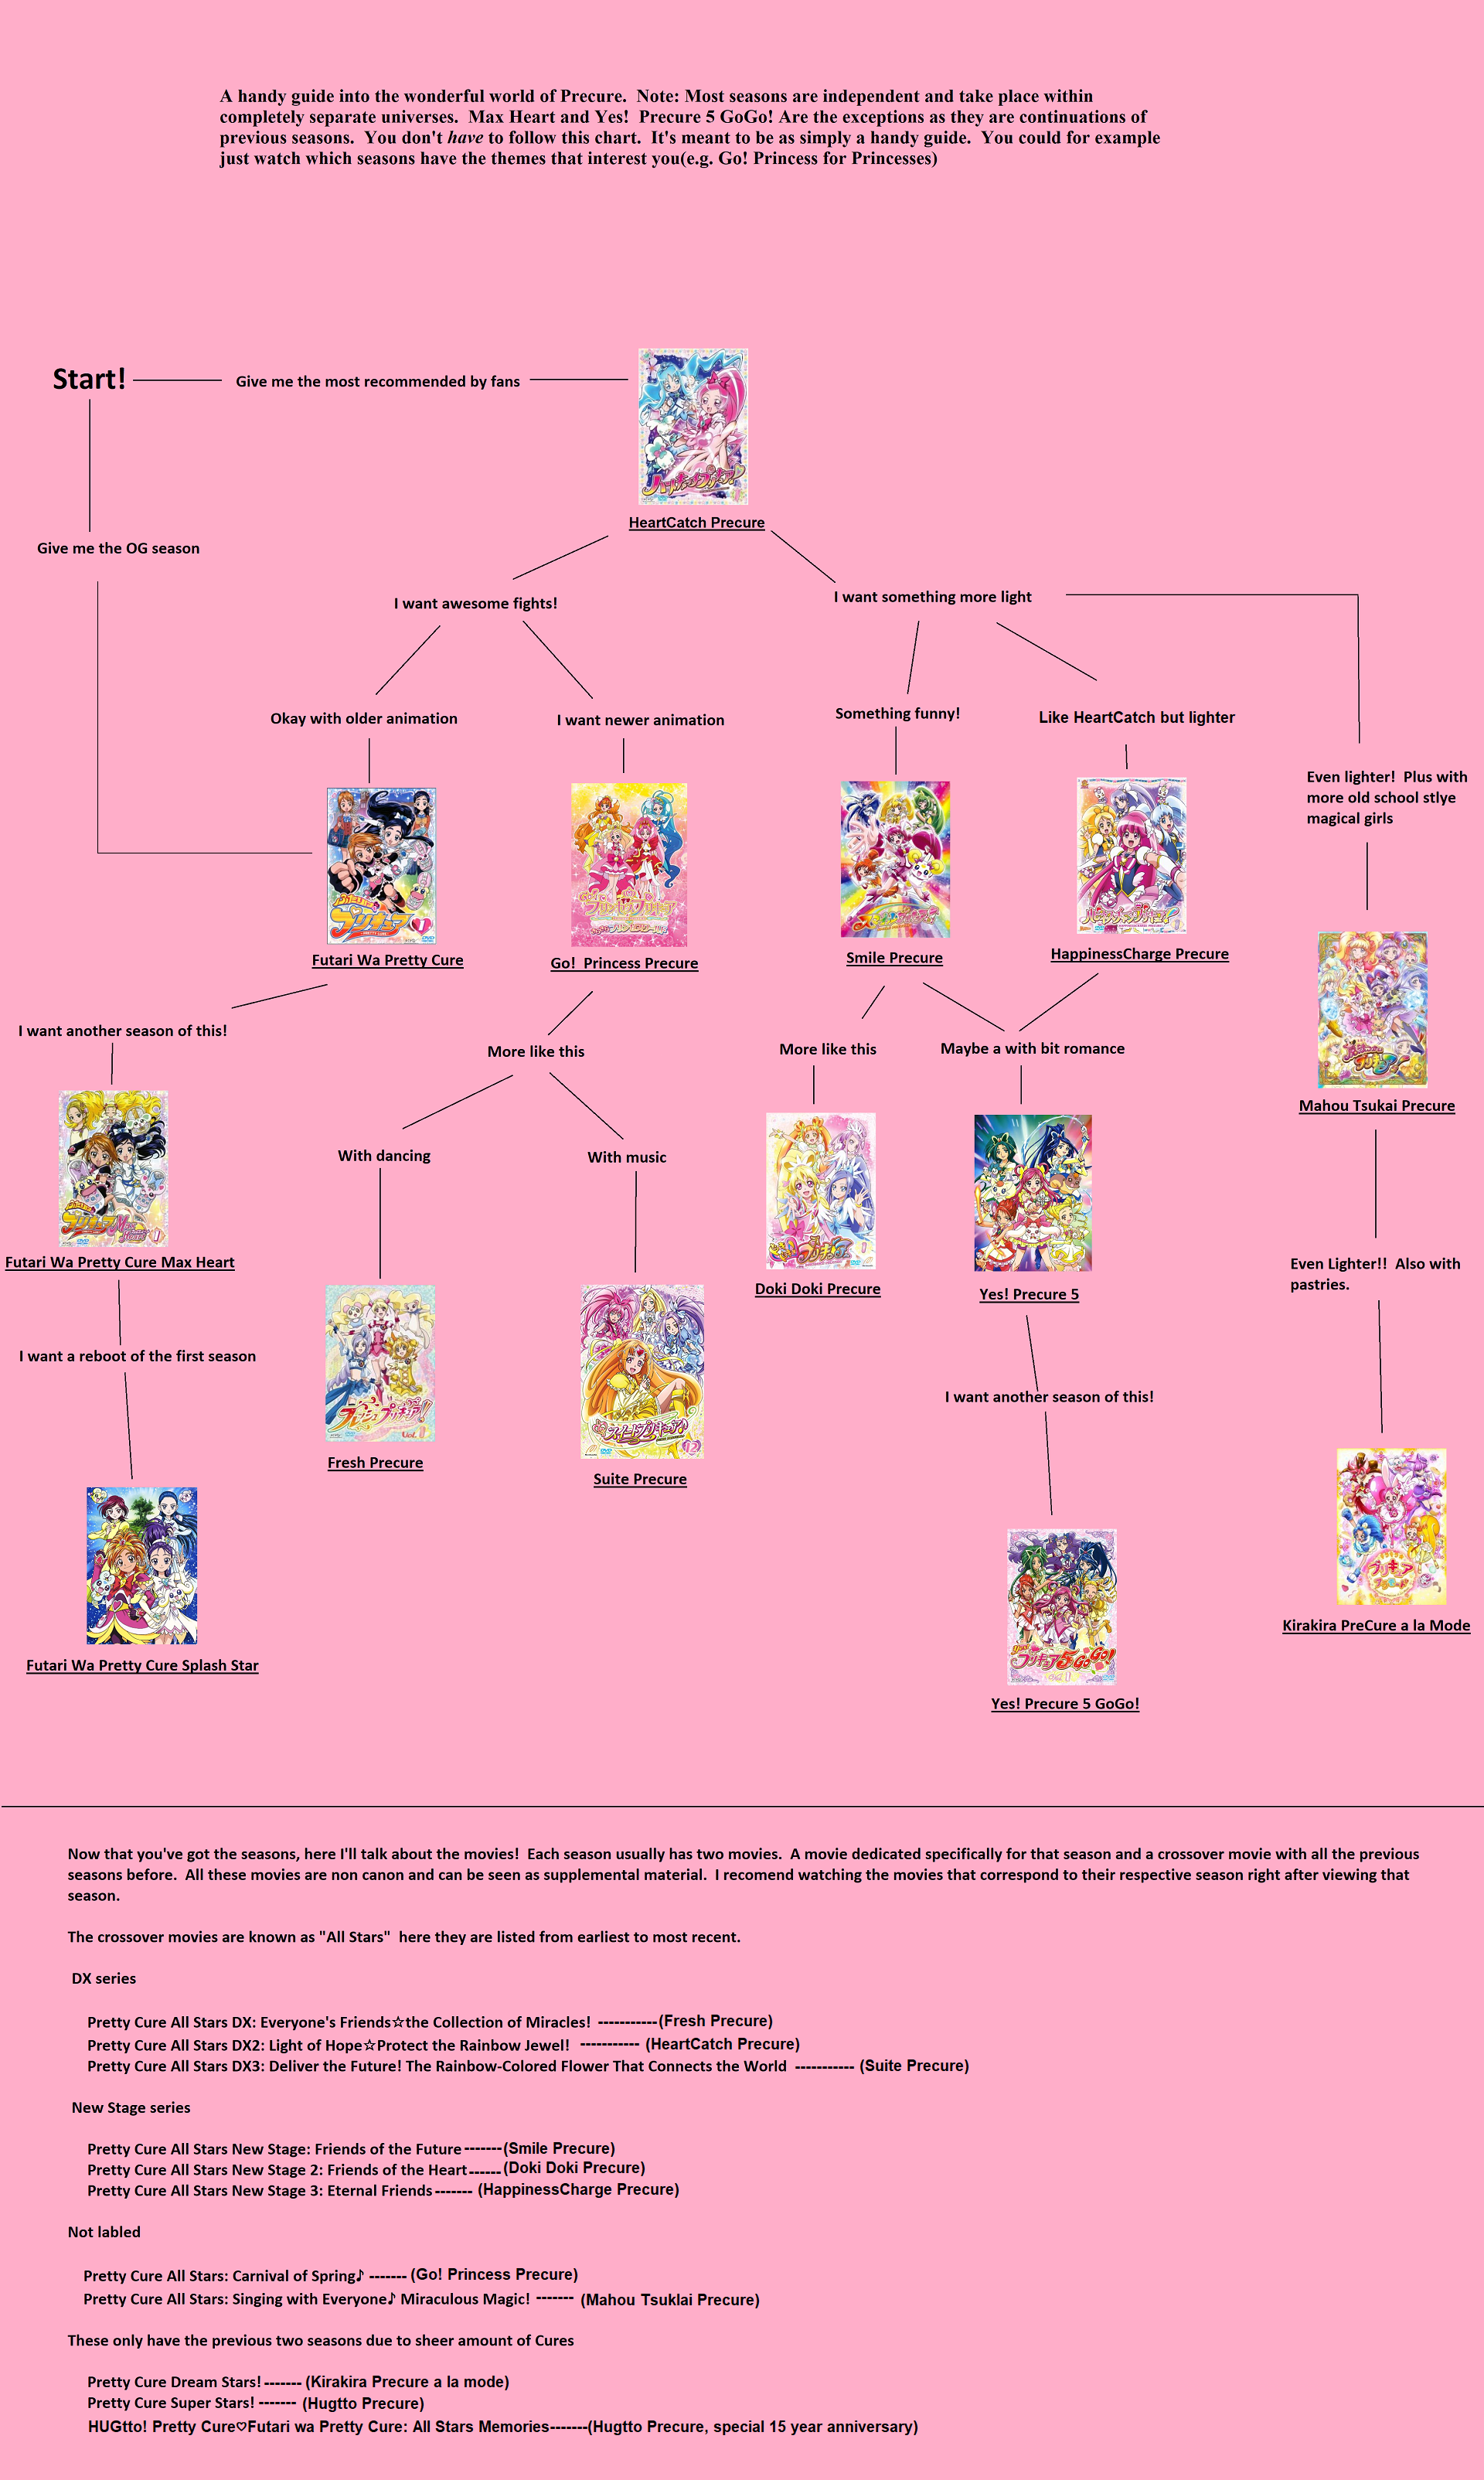 A handy guide into the wonderful world of Precure.  Note: Most seasons are independent and take place within
completely separate universes.  Max Heart and Yes!  Precure 5 GoGo! Are the exceptions as they are continuations of
previous seasons.  You don't have to follow this chart.  It's meant to be as simply a handy guide.  You could for example
just watch which seasons have the themes that interest you(e.g. Go! Princess for Princesses)
Start!
Give me the most recommended by fans
HeartCatch Precure
Give me the OG season
I want awesome fights!
I want something more light
Okay with older animation
I want newer animation
Something funny!
Like HeartCatch but lighter
Even lighter!  Plus with
more old school stlye
magical girls
Futari Wa Pretty Cure
Go!  Princess Precure
Smile Precure
HappinessCharge Precure
I want another season of this!
More like this
More like this
Maybe a with bit romance
Mahou Tsukai Precure
With dancing
With music
Futari Wa Pretty Cure Max Heart
Doki Doki Precure
Yes! Precure 5
Even Lighter!!  Also with
pastries.
I want a reboot of the first season
I want another season of this!
Fresh Precure
Suite Precure
Kirakira PreCure a la Mode
Futari Wa Pretty Cure Splash Star
Yes! Precure 5 GoGo!
Now that you've got the seasons, here I'll talk about the movies!  Each season usually has two movies.  A movie dedicated specifically for that season and a crossover movie with all the previous
seasons before.  All these movies are non canon and can be seen as supplemental material.  I recomend watching the movies that correspond to their respective season right after viewing that
season.
The crossover movies are known as "All Stars"  here they are listed from earliest to most recent.
DX series
Pretty Cure All Stars DX: Everyone's Friends☆the Collection of Miracles! -----------(Fresh Precure)
Pretty Cure All Stars DX2: Light of Hope☆Protect the Rainbow Jewel! ----------- (HeartCatch Precure)
Pretty Cure All Stars DX3: Deliver the Future! The Rainbow-Colored Flower That Connects the World ----------- (Suite Precure)
New Stage series
Pretty Cure All Stars New Stage: Friends of the Future -------(Smile Precure)
Pretty Cure All Stars New Stage 2: Friends of the Heart ------(Doki Doki Precure)
Pretty Cure All Stars New Stage 3: Eternal Friends ------- (HappinessCharge Precure)
Not labled
Pretty Cure All Stars: Carnival of Spring♪ ------- (Go! Princess Precure)
Pretty Cure All Stars: Singing with Everyone♪ Miraculous Magic! ------- (Mahou Tsuklai Precure)
These only have the previous two seasons due to sheer amount of Cures
Pretty Cure Dream Stars! ------- (Kirakira Precure a la mode)
Pretty Cure Super Stars! ------- (Hugtto Precure)
HUGtto! Pretty Cure♡Futari wa Pretty Cure: All Stars Memories-------(Hugtto Precure, special 15 year anniversary)